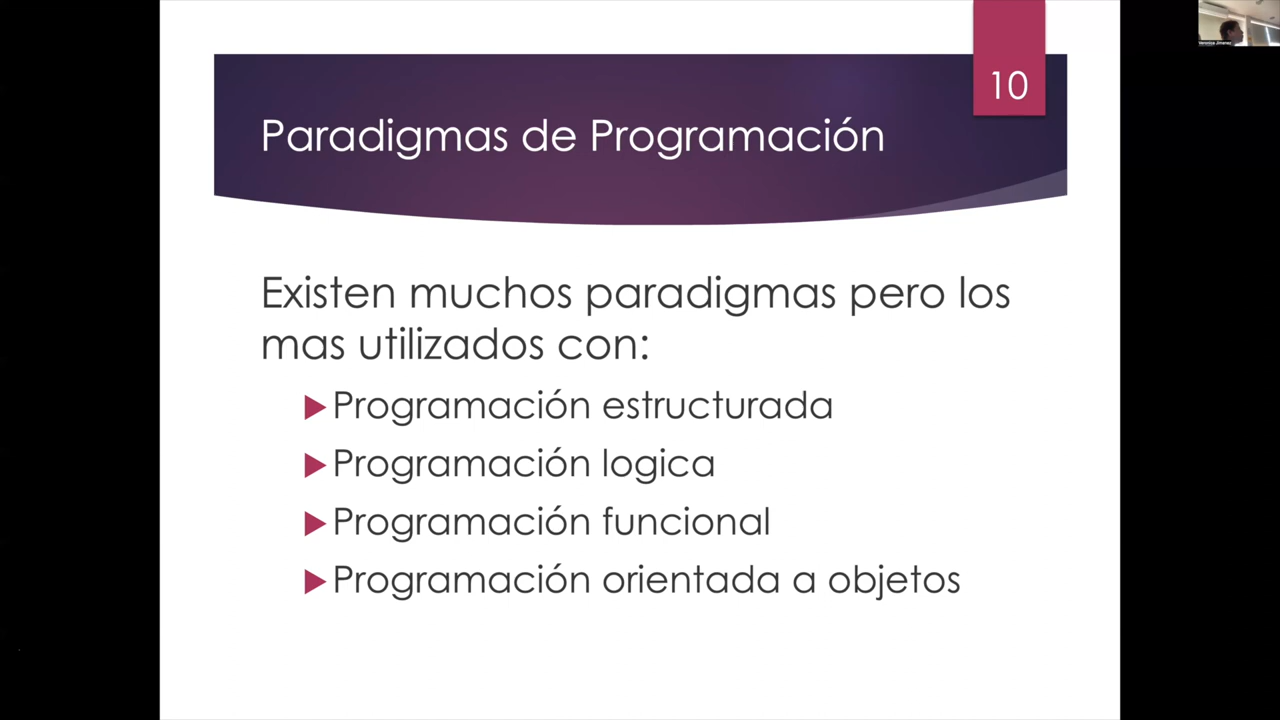 10
Paradigmas de Programación
Existen muchos paradigmas pero los
mas utilizados con:
Programación estructurada
Programación logica
Programación funcional
Programación orientada a objetos